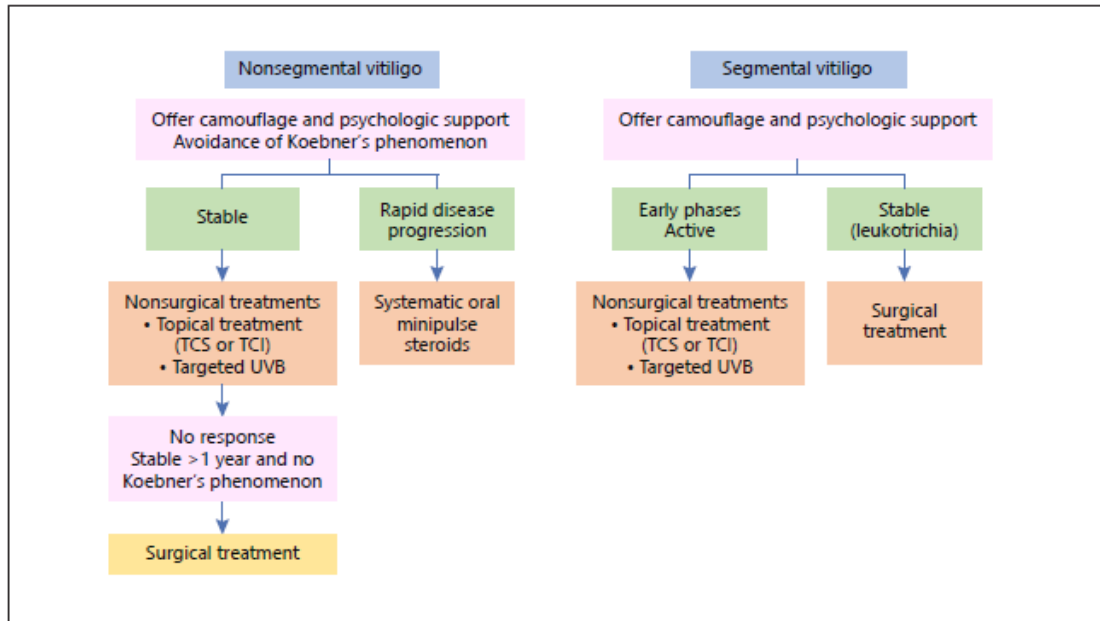 Nonsegmental vitiligo
Offer camouflage and psychologic support
Avoidance of Koebner's phenomenon
Stable
Rapid disease
progression
Nonsurgical treatments
• Topical treatment
(TCS or TCI)
• Targeted UVB
Systematic oral
minipulse
steroids
No response
Stable >1 year and no
Koebner's phenomenon
Surgical treatment
Segmental vitiligo
Offer camouflage and psychologic support
Early phases
Active
Stable
(leukotrichia)
Nonsurgical treatments
• Topical treatment
(TCS or TCI)
• Targeted UVB
Surgical
treatment